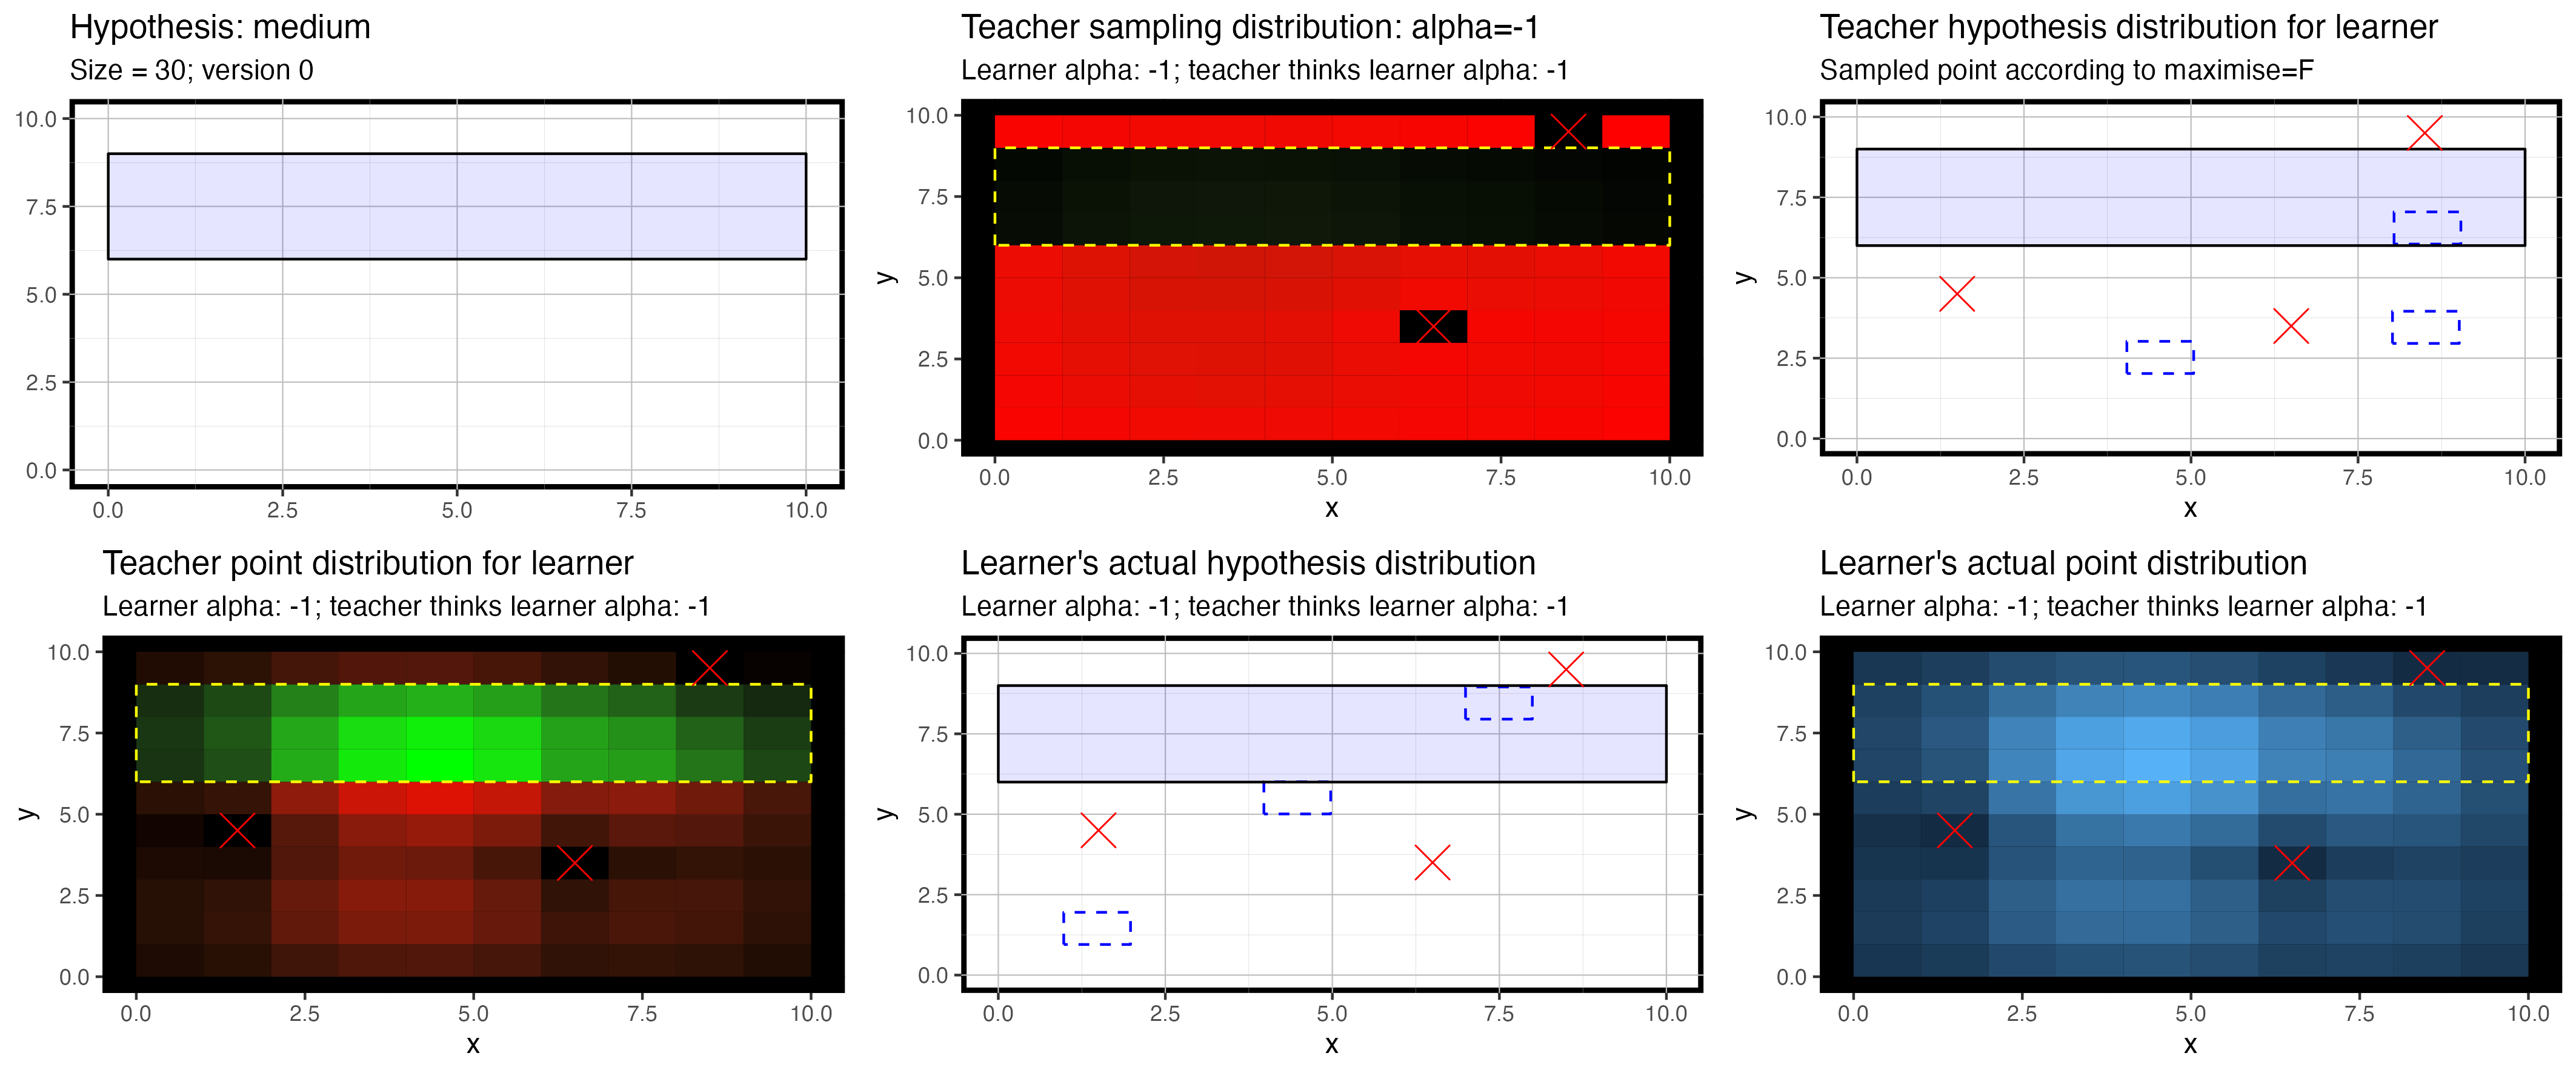 Hypothesis: medium
Size = 30; version 0
10.0
7.5
5.0
2.5
0.0
0.0 2.5 5.0 7.5 10.0
Teacher sampling distribution: alpha=-1
Learner alpha: -1; teacher thinks learner alpha: -1
10.0
7.5
5.0
2.5
0.0
y
0.0 2.5 5.0 7.5 10.0
x
Teacher hypothesis distribution for learner
Sampled point according to maximise=F
10.0
7.5
5.0
2.5
0.0
y
0.0 2.5 5.0 7.5 10.0
x
Teacher point distribution for learner
Learner alpha: -1; teacher thinks learner alpha: -1
10.0
7.5
5.0
2.5
0.0
y
0.0 2.5 5.0 7.5 10.0
x
Learner's actual hypothesis distribution
Learner alpha: -1; teacher thinks learner alpha: -1
10.0
7.5
5.0
2.5
0.0
y
0.0 2.5 5.0 7.5 10.0
x
Learner's actual point distribution
Learner alpha: -1; teacher thinks learner alpha: -1
10.0
7.5
5.0
2.5
0.0
y
0.0 2.5 5.0 7.5 10.0
x